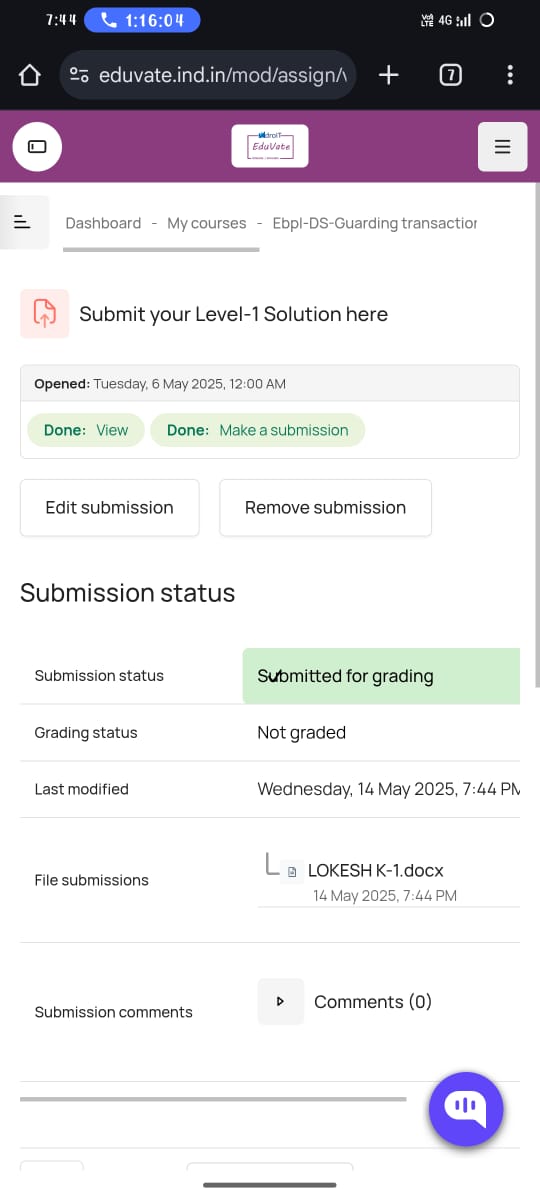 7:44 1:16:04 Vo) LTE 4G
eduvate.ind.in/mod/assign/ 7
EduVate
Dashboard - My courses - Ebpl-DS-Guarding transaction
Submit your Level-1 Solution here
Opened: Tuesday, 6 May 2025, 12:00 AM
Done: View Done: Make a submission
Edit submission Remove submission
Submission status
Submission status Submitted for grading
Grading status Not graded
Last modified Wednesday, 14 May 2025, 7:44 PM
File submissions LOKESH K-1.docx
14 May 2025, 7:44 PM
Submission comments Comments (0)